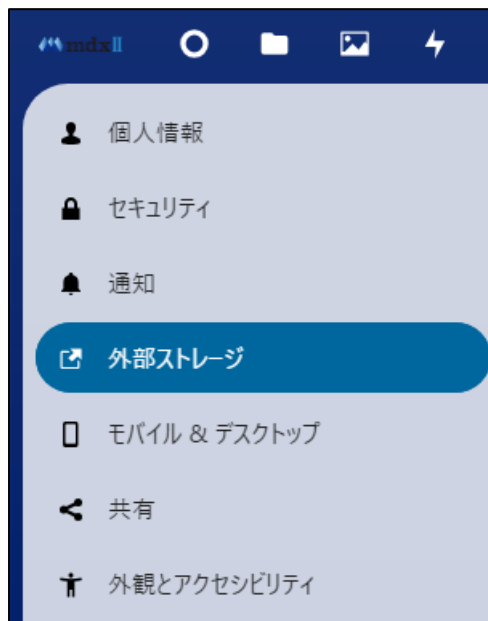 mdxII
個人情報
セキュリティ
通知
外部ストレージ
モバイル & デスクトップ
共有
外観とアクセシビリティ